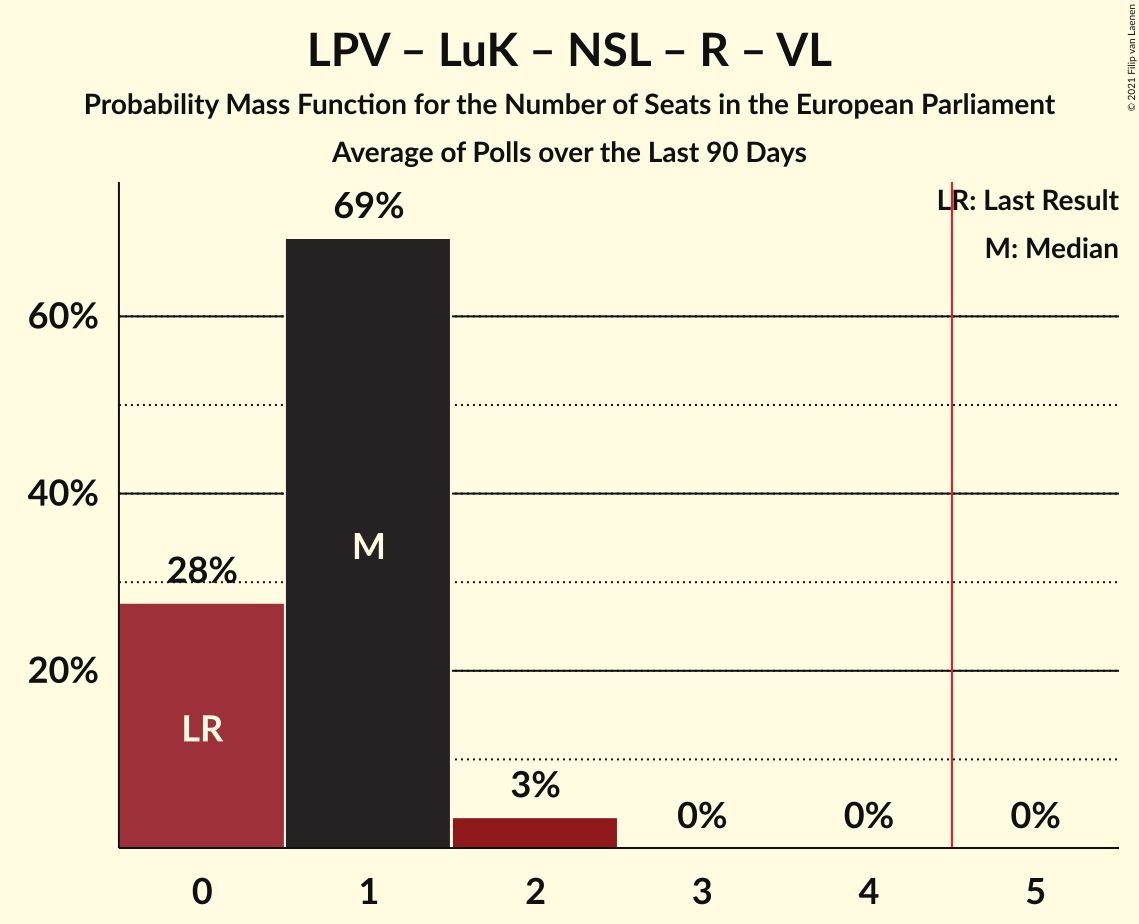 LPV – LuK – NSL – R – VL
Probability Mass Function for the Number of Seats in the European Parliament
Average of Polls over the Last 90 Days
© 2021 Filip van Laenen
LR: Last Result
M: Median
69%
60%
40%
28%
20%
3%
0%
0%
0%
M
LR
0
1
2
3
4
5